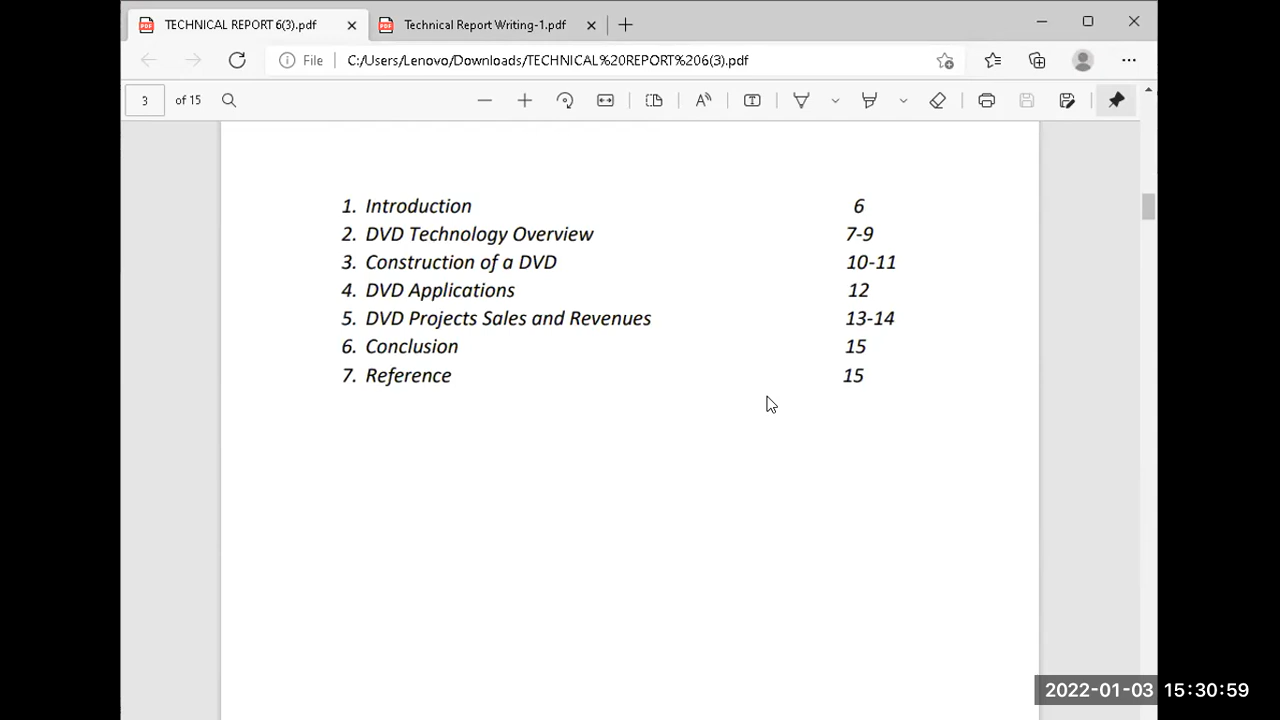 TECHNICAL REPORT 6(3).pdf
Technical Report Writing-1.pdf
File
C:/Users/Lenovo/Downloads/TECHNICAL%20REPORT%206(3).pdf
3 of 15
1. Introduction 6
2. DVD Technology Overview 7-9
3. Construction of a DVD 10-11
4. DVD Applications 12
5. DVD Projects Sales and Revenues 13-14
6. Conclusion 15
7. Reference 15
2022-01-03 15:30:59